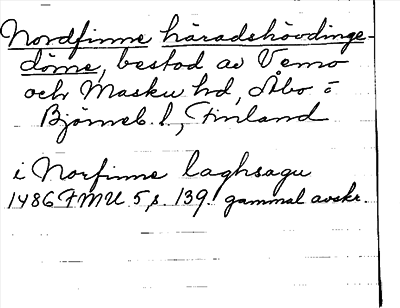 Nordfinne häradshövdinge-
döme, bestod av Vemo
och Masku hd, Åbo o
Björneb. l., Finland
i Norfinne laghsagu
1486 FMU 5 s. 139. gammal avskr.